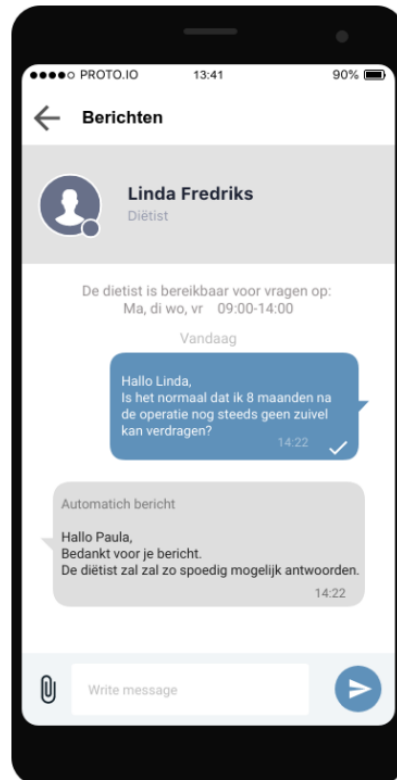 PROTO.IO 13:41 90%
Berichten
Linda Fredriks
Diëtist
De dietist is bereikbaar voor vragen op:
Ma, di wo, vr 09:00-14:00
Vandaag
Hallo Linda,
Is het normaal dat ik 8 maanden na
de operatie nog steeds geen zuivel
kan verdragen?
14:22
Automatich bericht
Hallo Paula,
Bedankt voor je bericht.
De diëtist zal zal zo spoedig mogelijk antwoorden.
14:22
Write message